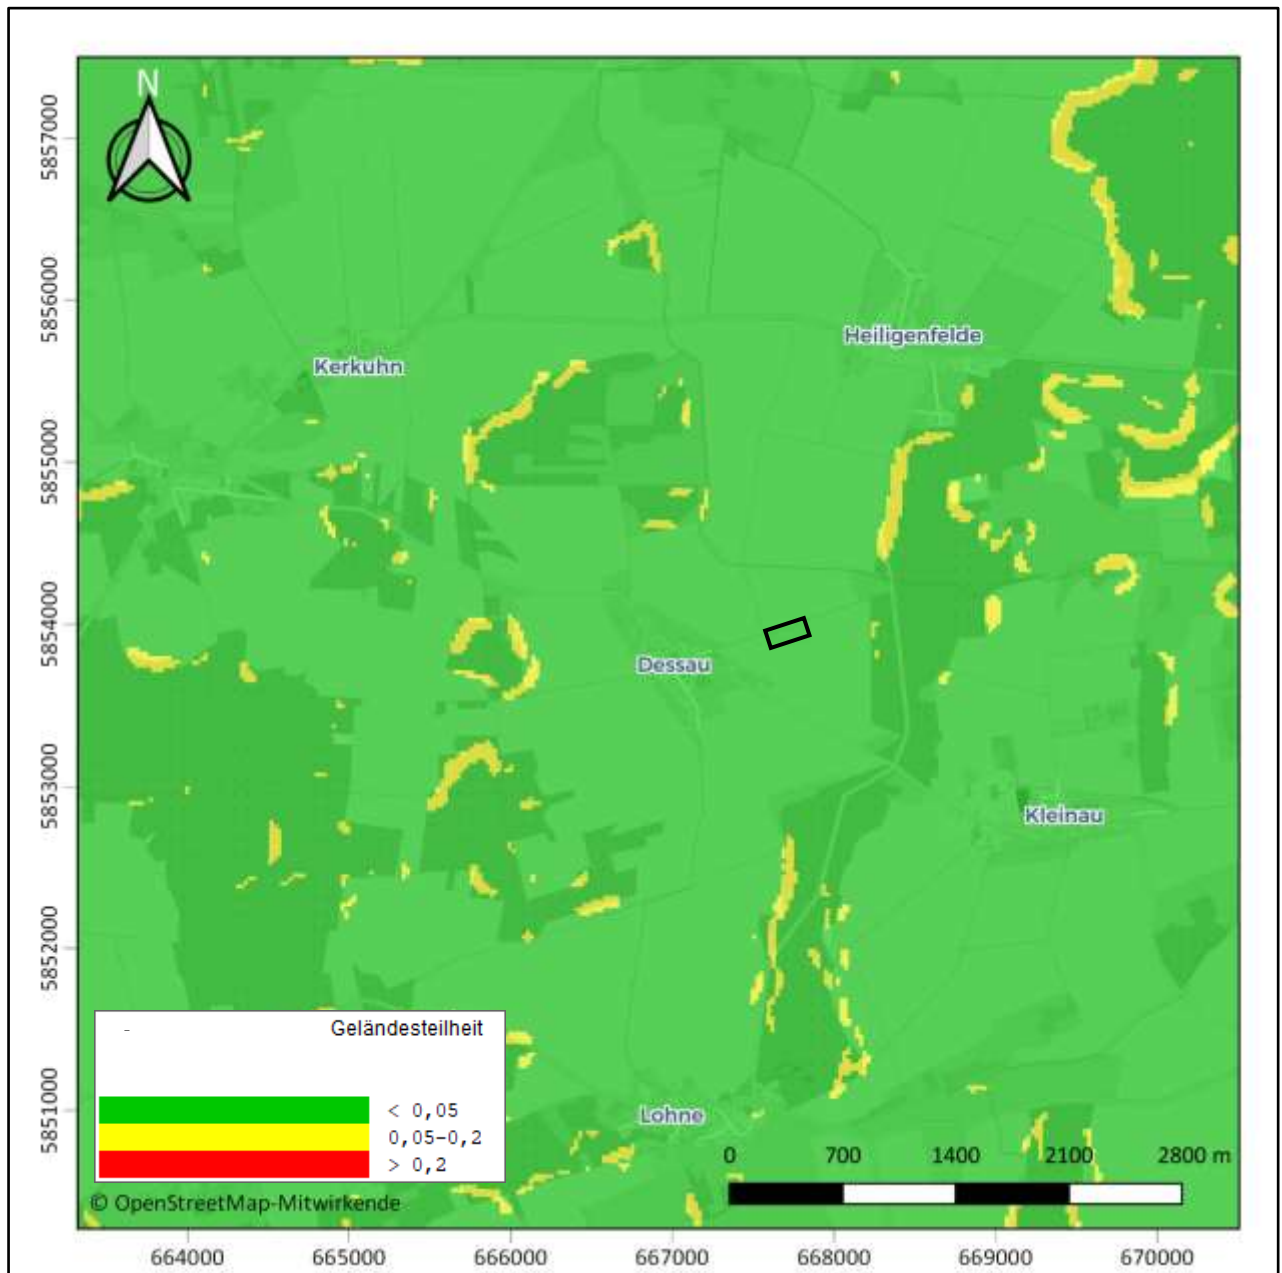 N
5857000
5856000
5855000
5854000
5853000
5852000
5851000
Heiligenfelde
Kerkuhn
Dessau
Kleinau
Lohne
- Geländesteilheit
< 0,05
0,05-0,2
> 0,2
0 700 1400 2100 2800 m
© OpenStreetMap-Mitwirkende
664000 665000 666000 667000 668000 669000 670000